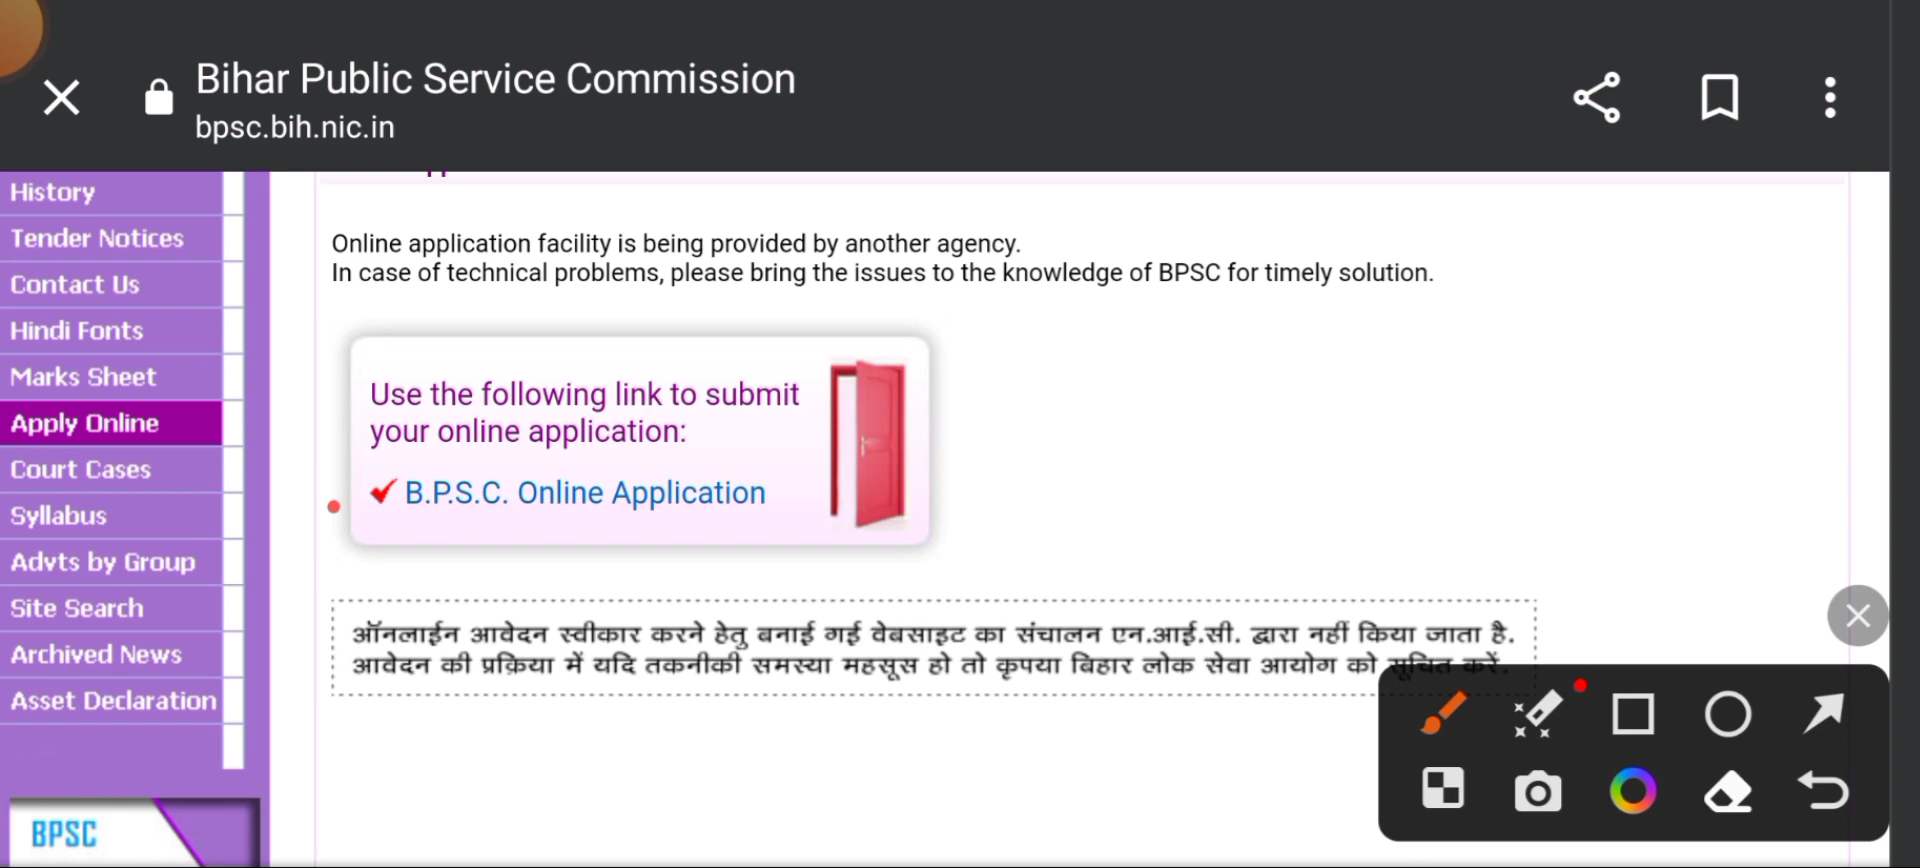 Bihar Public Service Commission
bpsc.bih.nic.in
History
Tender Notices
Contact Us
Hindi Fonts
Marks Sheet
Apply Online
Court Cases
Syllabus
Advts by Group
Site Search
Archived News
Asset Declaration
BPSC
Online application facility is being provided by another agency.
In case of technical problems, please bring the issues to the knowledge of BPSC for timely solution.
Use the following link to submit
your online application:
B.P.S.C. Online Application
ऑनलाईन आवेदन स्वीकार करने हेतु बनाई गई वेबसाइट का संचालन एन.आई.सी. द्वारा नहीं किया जाता है.
आवेदन की प्रक्रिया में यदि तकनीकी समस्या महसूस हो तो कृपया बिहार लोक सेवा आयोग को सूचित करें.